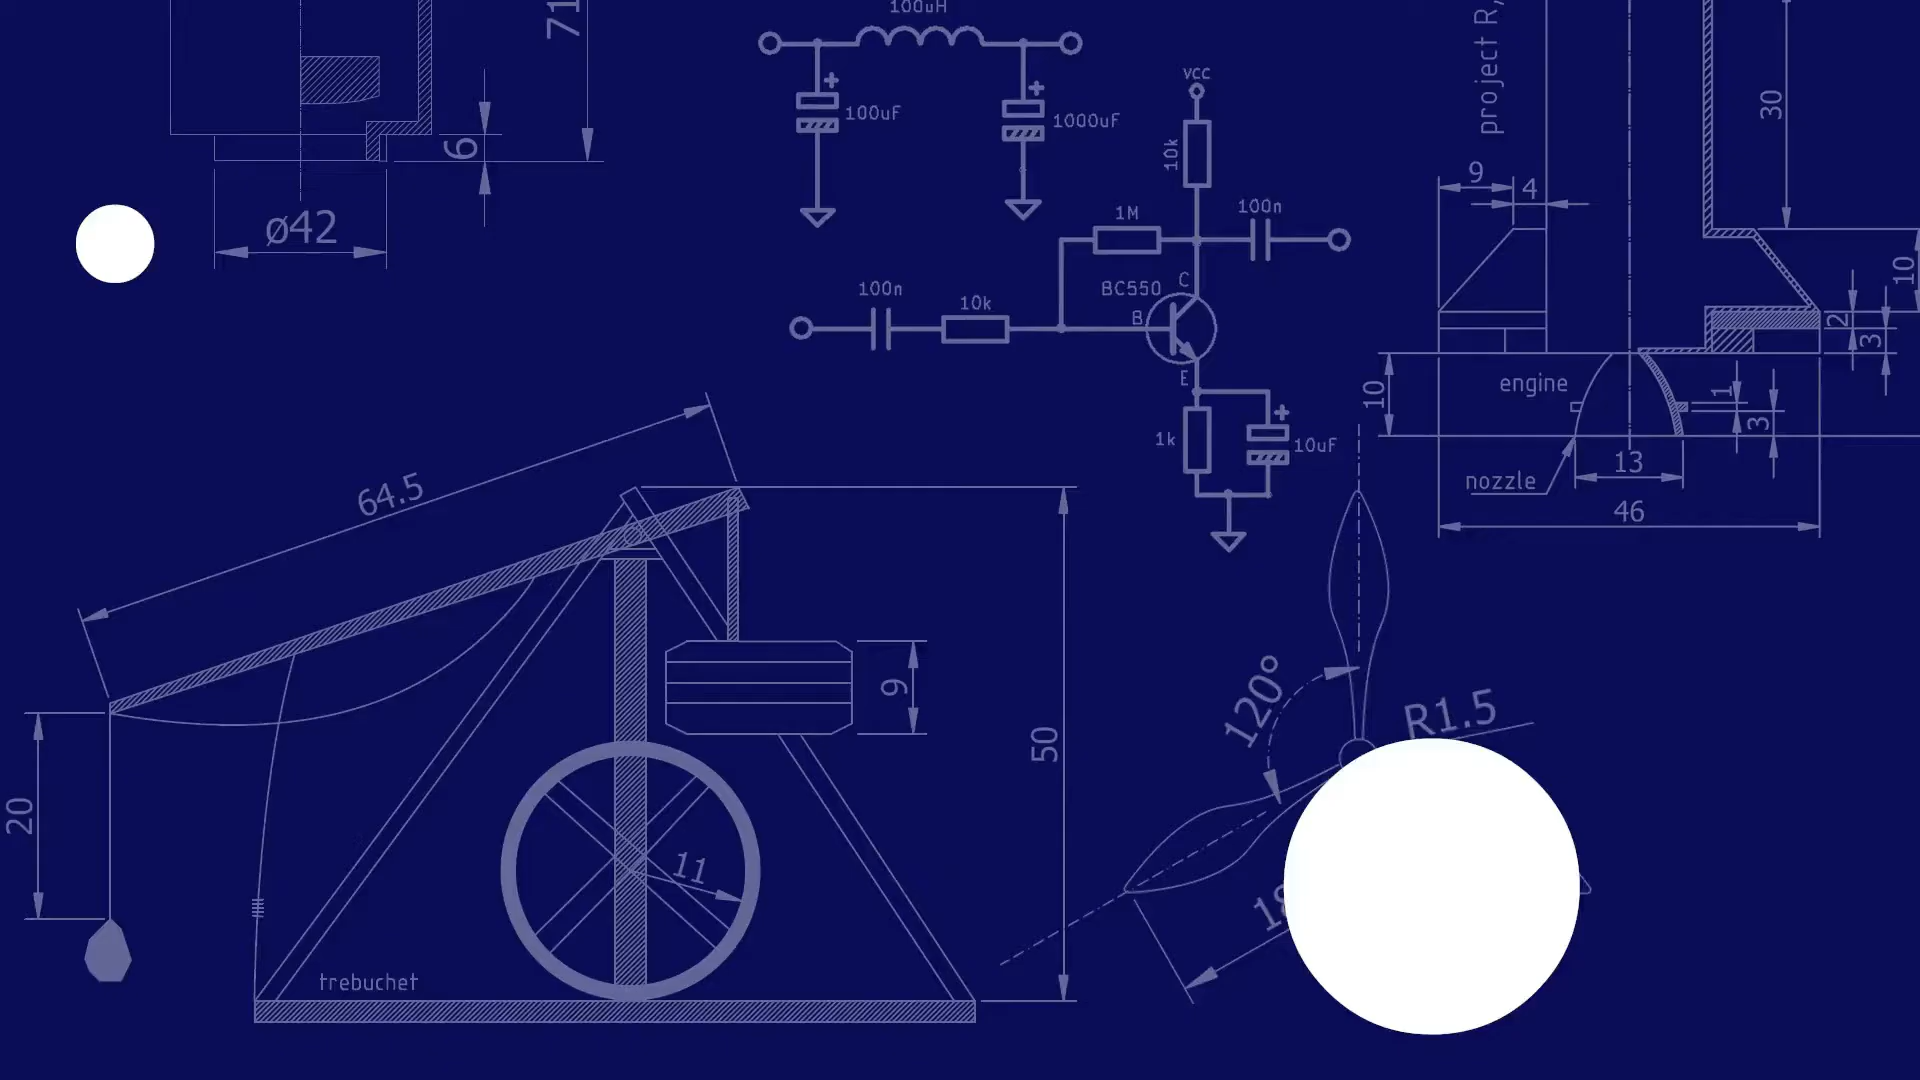 71
6
ø42
100uH
100uF
1000uF
vcc
10k
1M
100n
BC550
C
B
E
100n
10k
1k
10uF
project R,
30
9
4
10
2
3
engine
10
1
3
13
nozzle
46
64.5
20
9
50
11
trebuchet
120°
R1.5